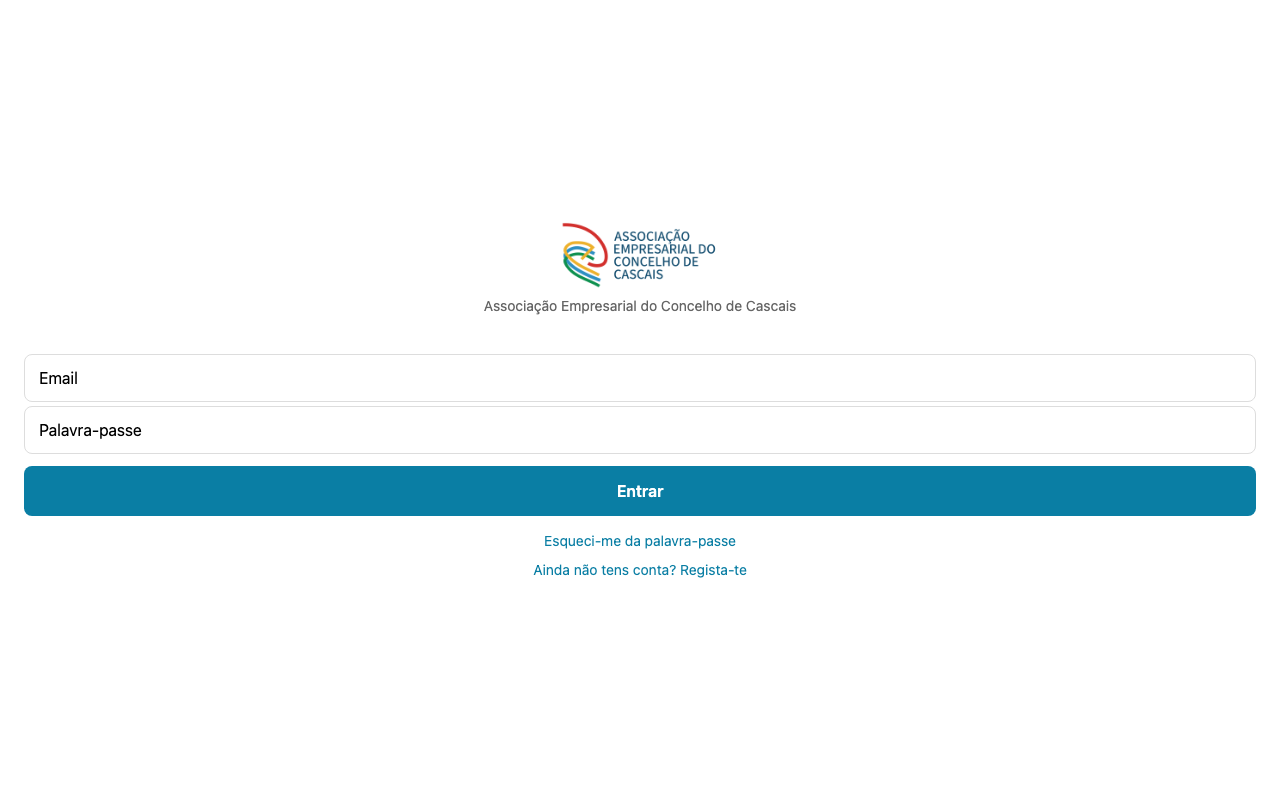 ASSOCIAÇÃO
EMPRESARIAL DO
CONCELHO DE
CASCAIS
Associação Empresarial do Concelho de Cascais
Email
Palavra-passe
Entrar
Esqueci-me da palavra-passe
Ainda não tens conta? Regista-te